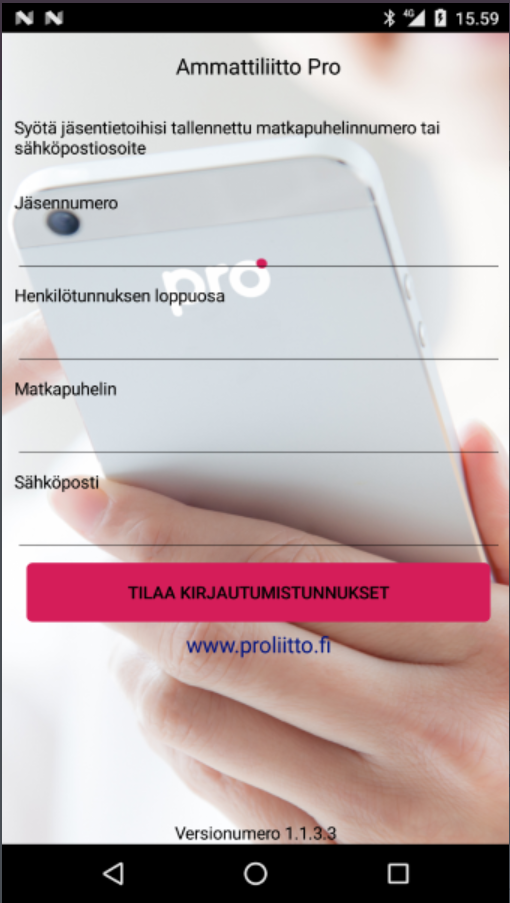 N N 4G 15.59
Ammattiliitto Pro
Syötä jäsentietoihisi tallennettu matkapuhelinnumero tai
sähköpostiosoite
Jäsennumero
pro
Henkilötunnuksen loppuosa
Matkapuhelin
Sähköposti
TILAA KIRJAUTUMISTUNNUKSET
www.proliitto.fi
Versionumero 1.1.3.3